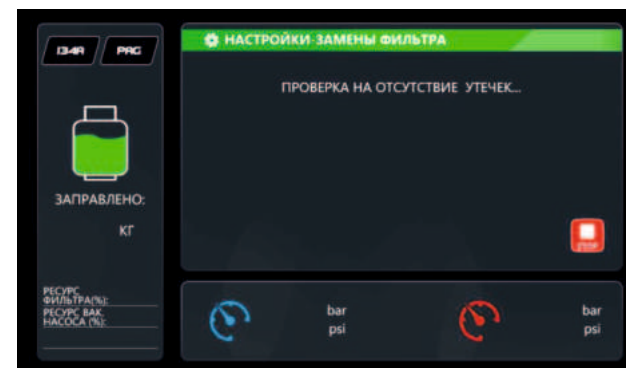 134A PAG
ЗАПРАВЛЕНО:
КГ
РЕСУРС
ФИЛЬТРА(%):
РЕСУРС ВАК.
НАСОСА (%):
НАСТРОЙКИ-ЗАМЕНЫ ФИЛЬТРА
ПРОВЕРКА НА ОТСУТСТВИЕ УТЕЧЕК...
STOP
bar
psi
bar
psi